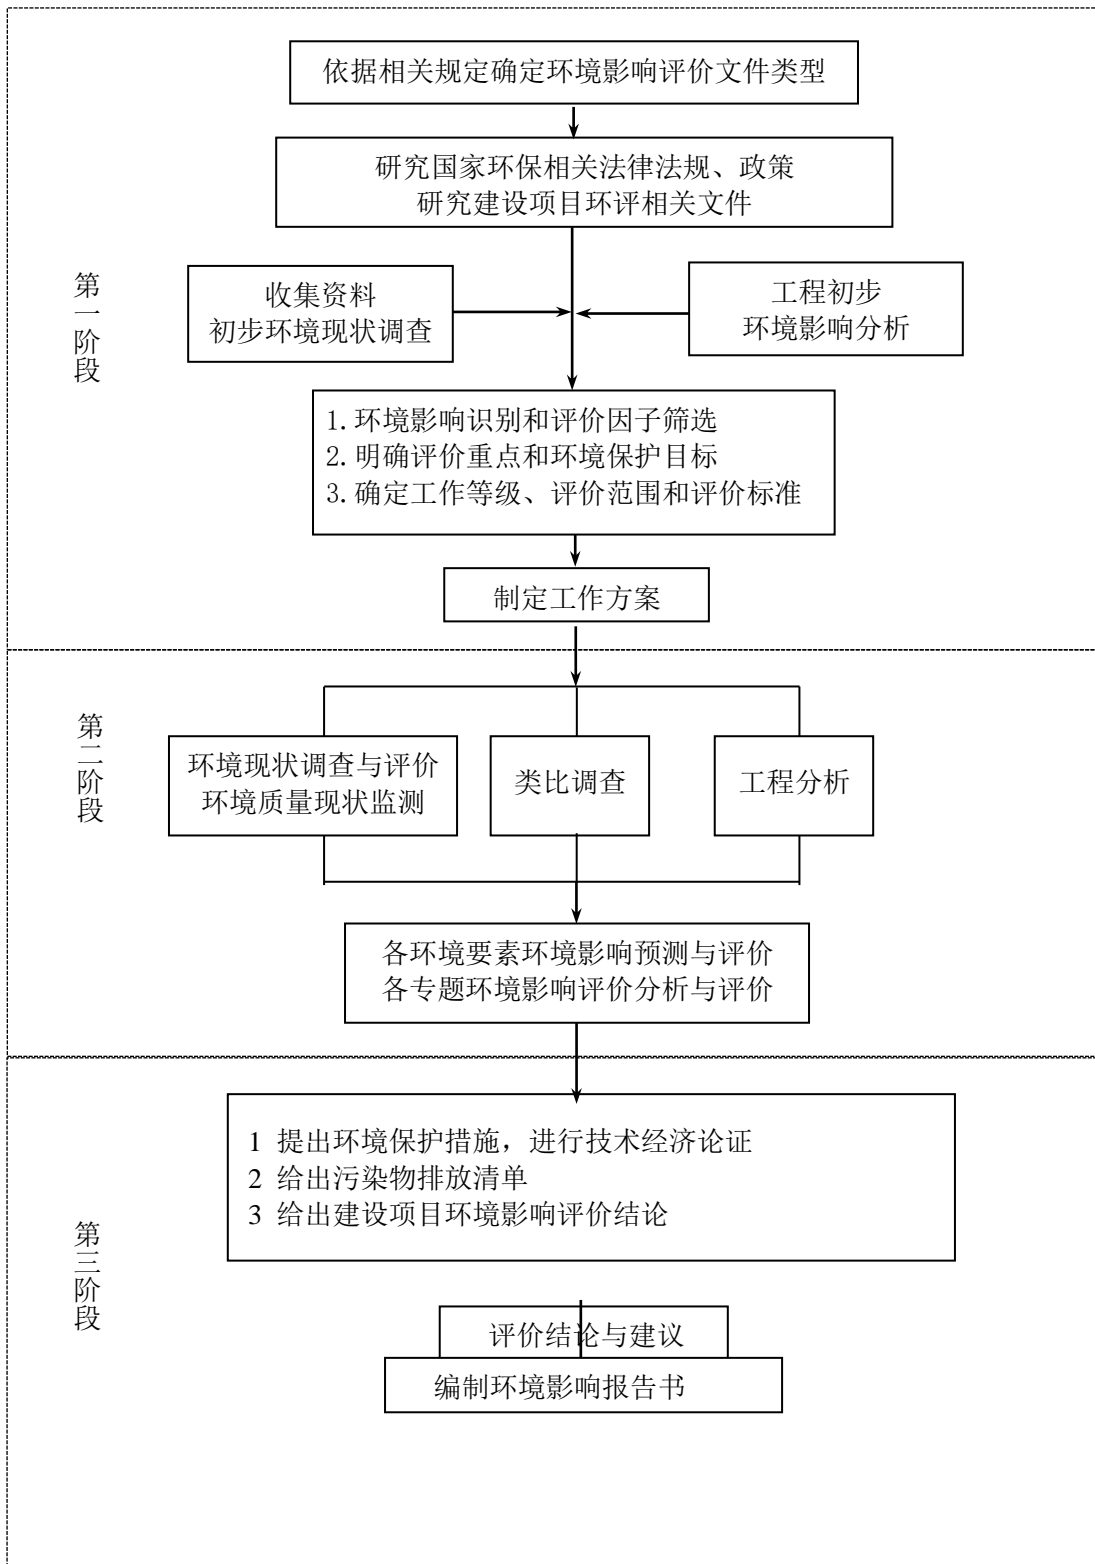 依据相关规定确定环境影响评价文件类型
研究国家环保相关法律法规、政策
研究建设项目环评相关文件
第一阶段
收集资料
初步环境现状调查
工程初步
环境影响分析
1.环境影响识别和评价因子筛选
2.明确评价重点和环境保护目标
3.确定工作等级、评价范围和评价标准
制定工作方案
第二阶段
环境现状调查与评价
环境质量现状监测
类比调查
工程分析
各环境要素环境影响预测与评价
各专题环境影响评价分析与评价
第三阶段
1 提出环境保护措施，进行技术经济论证
2 给出污染物排放清单
3 给出建设项目环境影响评价结论
评价结论与建议
编制环境影响报告书